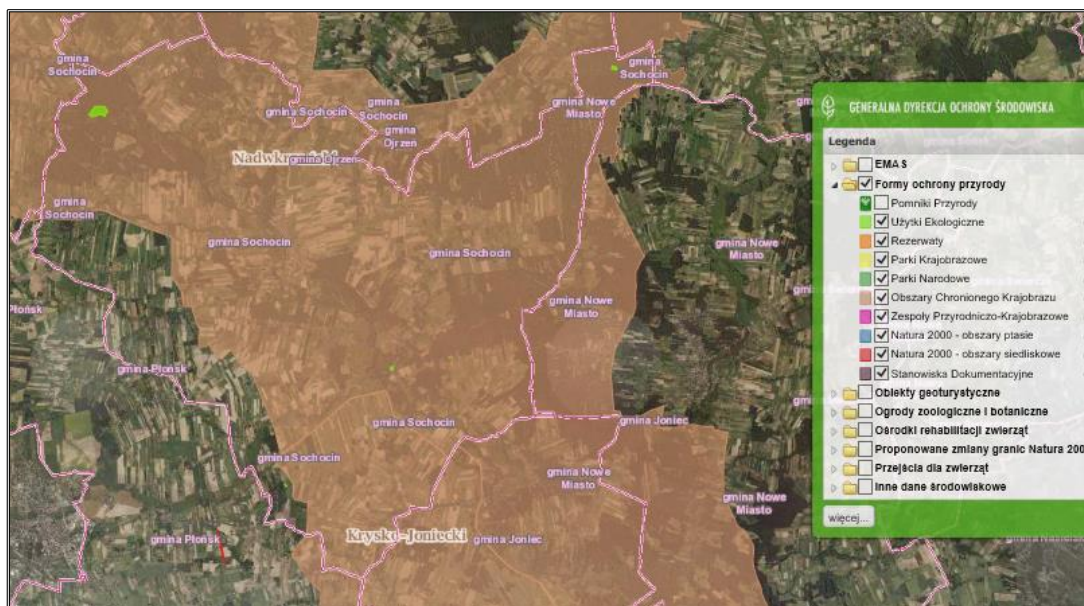 gmina
Sochocin
gmina
Sochocin
gmina Sochocin
gmina
Sochocin
gmina
Ojrzeń
gmina Nowe
Miasto
gmina Ojrzeń
gmina
Sochocin
gmina Sochocin
gmina Sochocin
gmina Nowe
Miasto
Płońsk
gmina Nowe
Miasto
gmina Płońsk
gmina Sochocin
gmina Joniec
gmina Sochocin
gmina Nowe
Miasto
gmina Nowe
Miasto
gmina Płońsk
Krysko-Joniecki
gmina Joniec
GENERALNA DYREKCJA OCHRONY ŚRODOWISKA
Legenda
EMAS
Formy ochrony przyrody
Pomniki Przyrody
Użytki Ekologiczne
Rezerwaty
Parki Krajobrazowe
Parki Narodowe
Obszary Chronionego Krajobrazu
Zespoły Przyrodniczo-Krajobrazowe
Natura 2000 - obszary ptasie
Natura 2000 - obszary siedliskowe
Stanowiska Dokumentacyjne
Obiekty geoturystyczne
Ogrody zoologiczne i botaniczne
Ośrodki rehabilitacji zwierząt
Proponowane zmiany granic Natura 200
Przejścia dla zwierząt
Inne dane środowiskowe
więcej...